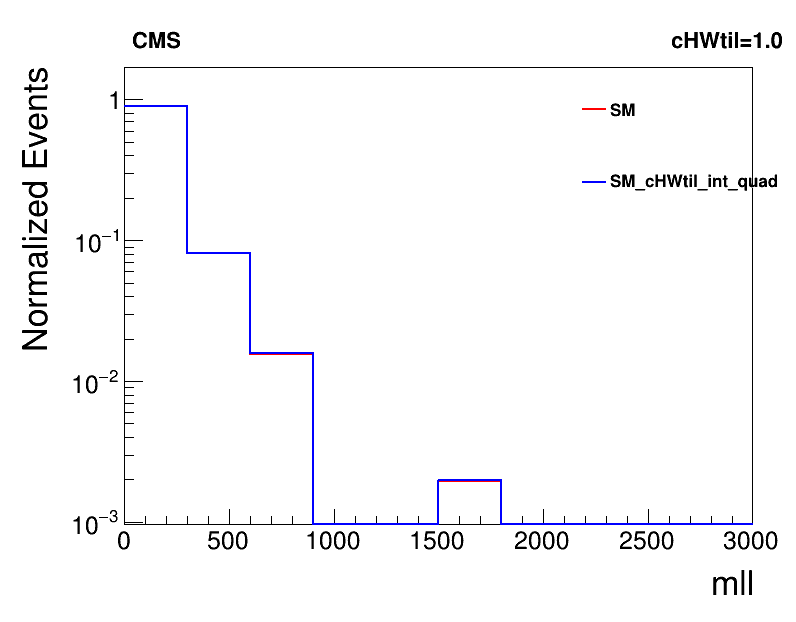 CMS
cHWtil=1.0
Normalized Events
1
10⁻¹
10⁻²
10⁻³
SM
SM_cHWtil_int_quad
0 500 1000 1500 2000 2500 3000
mll